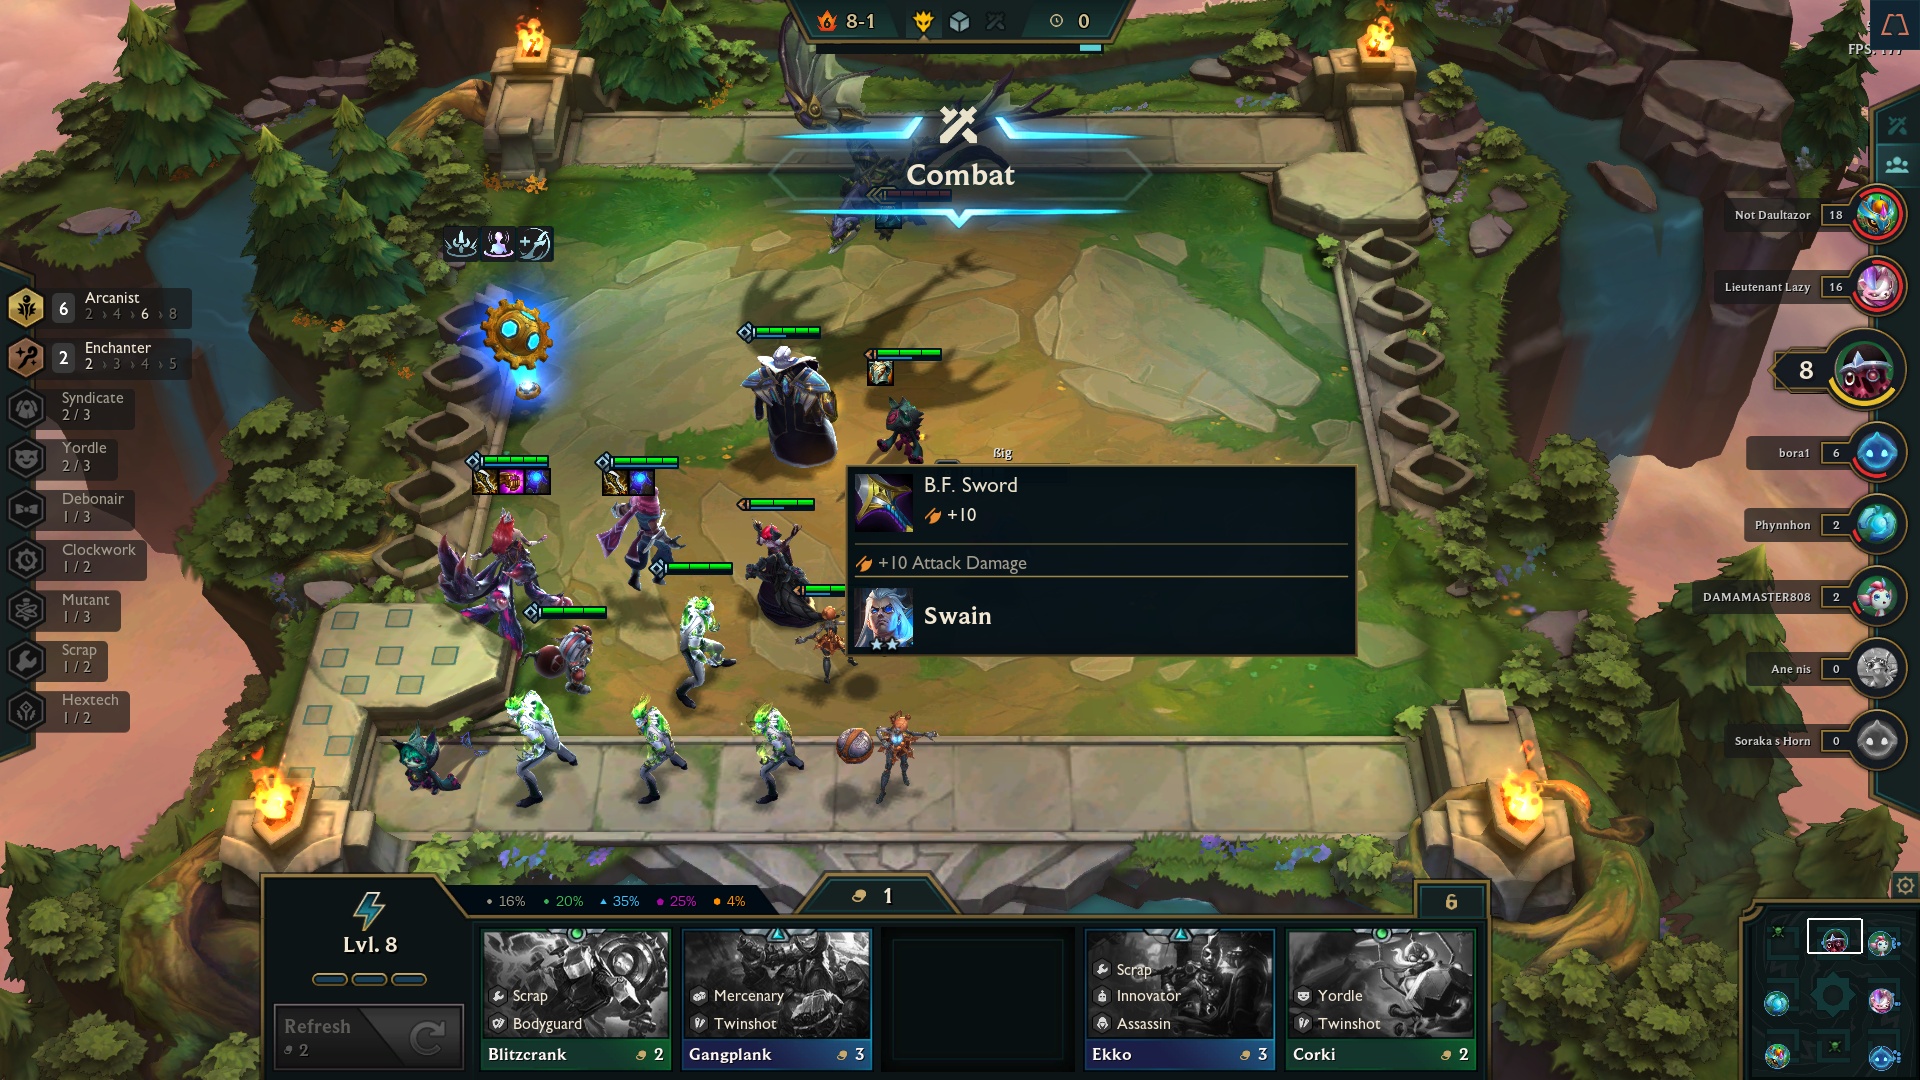 8-1
0
Combat
6
Arcanist
2 › 4 › 6 › 8
2
Enchanter
2 › 3 › 4 › 5
Syndicate
2 / 3
Yordle
2 / 3
Debonair
1 / 3
Clockwork
1 / 2
Mutant
1 / 3
Scrap
1 / 2
Hextech
1 / 2
B.F. Sword
+10
+10 Attack Damage
Swain
Not Daultazor 18
Lieutenant Lazy 16
8
bora1 6
Phynnhon 2
DAMAMASTER808 2
Ane nis 0
Soraka s Horn 0
16% 20% 35% 25% 4%
1
6
Lvl. 8
Refresh
2
Scrap
Bodyguard
Blitzcrank 2
Mercenary
Twinshot
Gangplank 3
Scrap
Innovator
Assassin
Ekko 3
Yordle
Twinshot
Corki 2